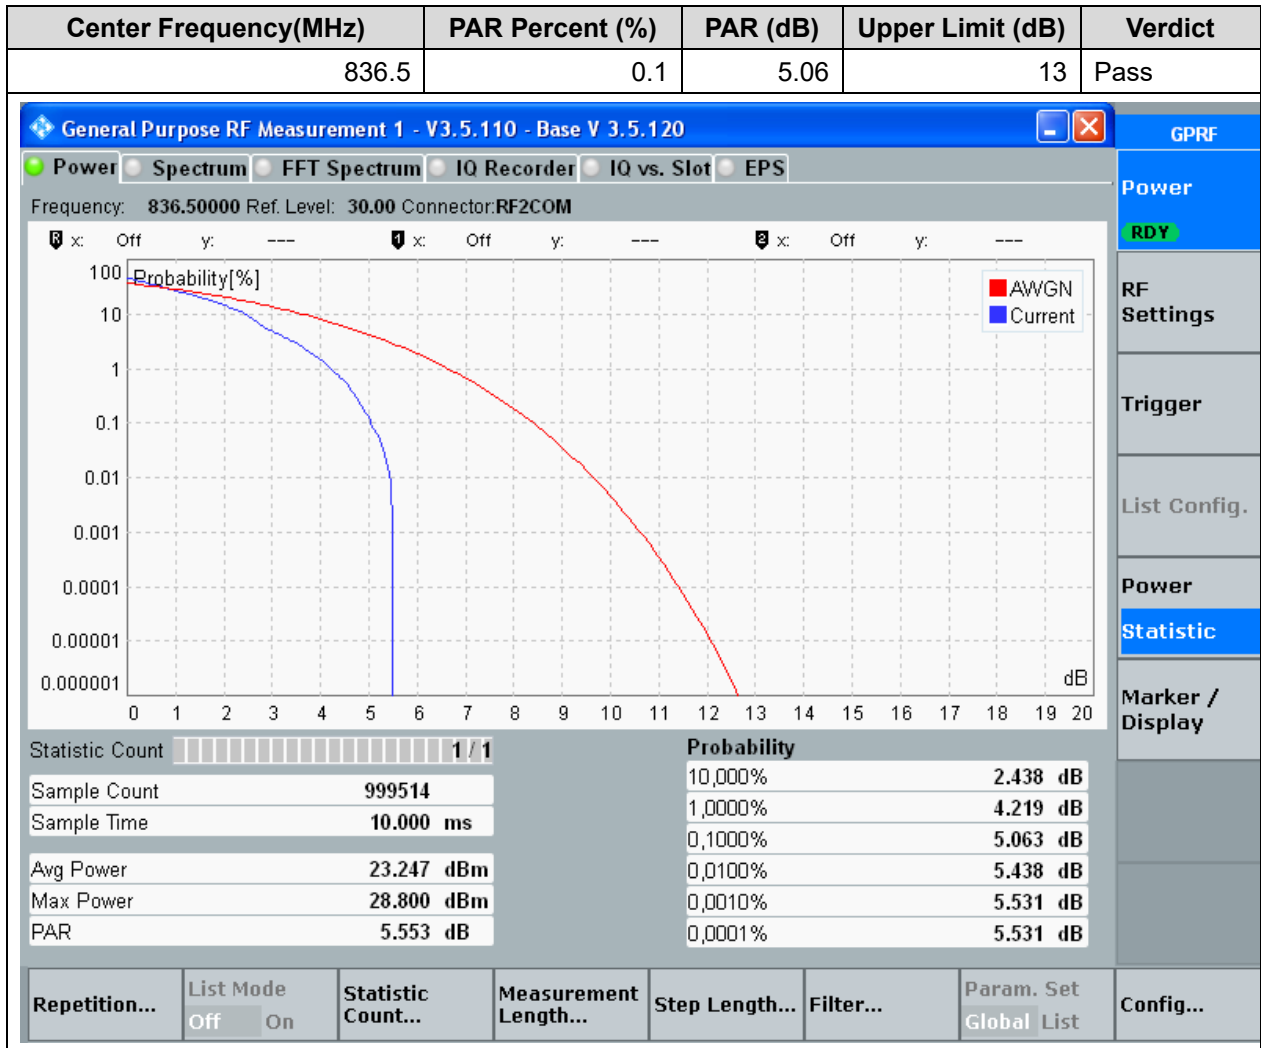 Center Frequency(MHz) PAR Percent (%) PAR (dB) Upper Limit (dB) Verdict
836.5 0.1 5.06 13 Pass
General Purpose RF Measurement 1 - V3.5.110 - Base V 3.5.120
GPRF
Power Spectrum FFT Spectrum IQ Recorder IQ vs. Slot EPS
Power
RDY
Frequency: 836.50000 Ref. Level: 30.00 Connector:RF2COM
R x: Off y: --- 1 x: Off y: --- 2 x: Off y: ---
Probability[%]
AWGN
Current
100
10
1
0.1
0.01
0.001
0.0001
0.00001
0.000001
dB
0 1 2 3 4 5 6 7 8 9 10 11 12 13 14 15 16 17 18 19 20
RF
Settings
Trigger
List Config.
Power
Statistic
Marker /
Display
Statistic Count 1 / 1
Sample Count 999514
Sample Time 10.000 ms
Avg Power 23.247 dBm
Max Power 28.800 dBm
PAR 5.553 dB
Probability
10,000% 2.438 dB
1,0000% 4.219 dB
0,1000% 5.063 dB
0,0100% 5.438 dB
0,0010% 5.531 dB
0,0001% 5.531 dB
Repetition...
List Mode
Off On
Statistic
Count...
Measurement
Length...
Step Length...
Filter...
Param. Set
Global List
Config...